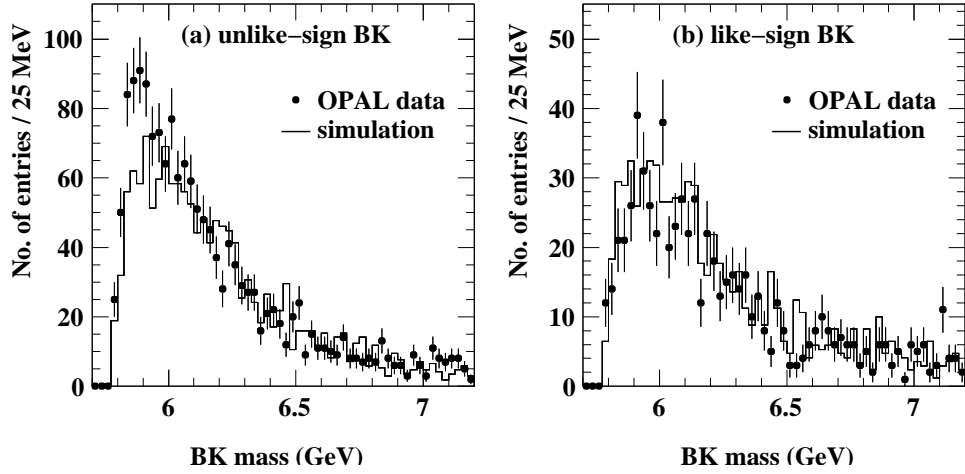 (a) unlike−sign BK
OPAL data
simulation
No. of entries / 25 MeV
0
20
40
60
80
100
6
6.5
7
BK mass (GeV)
(b) like−sign BK
OPAL data
simulation
No. of entries / 25 MeV
0
10
20
30
40
50
6
6.5
7
BK mass (GeV)